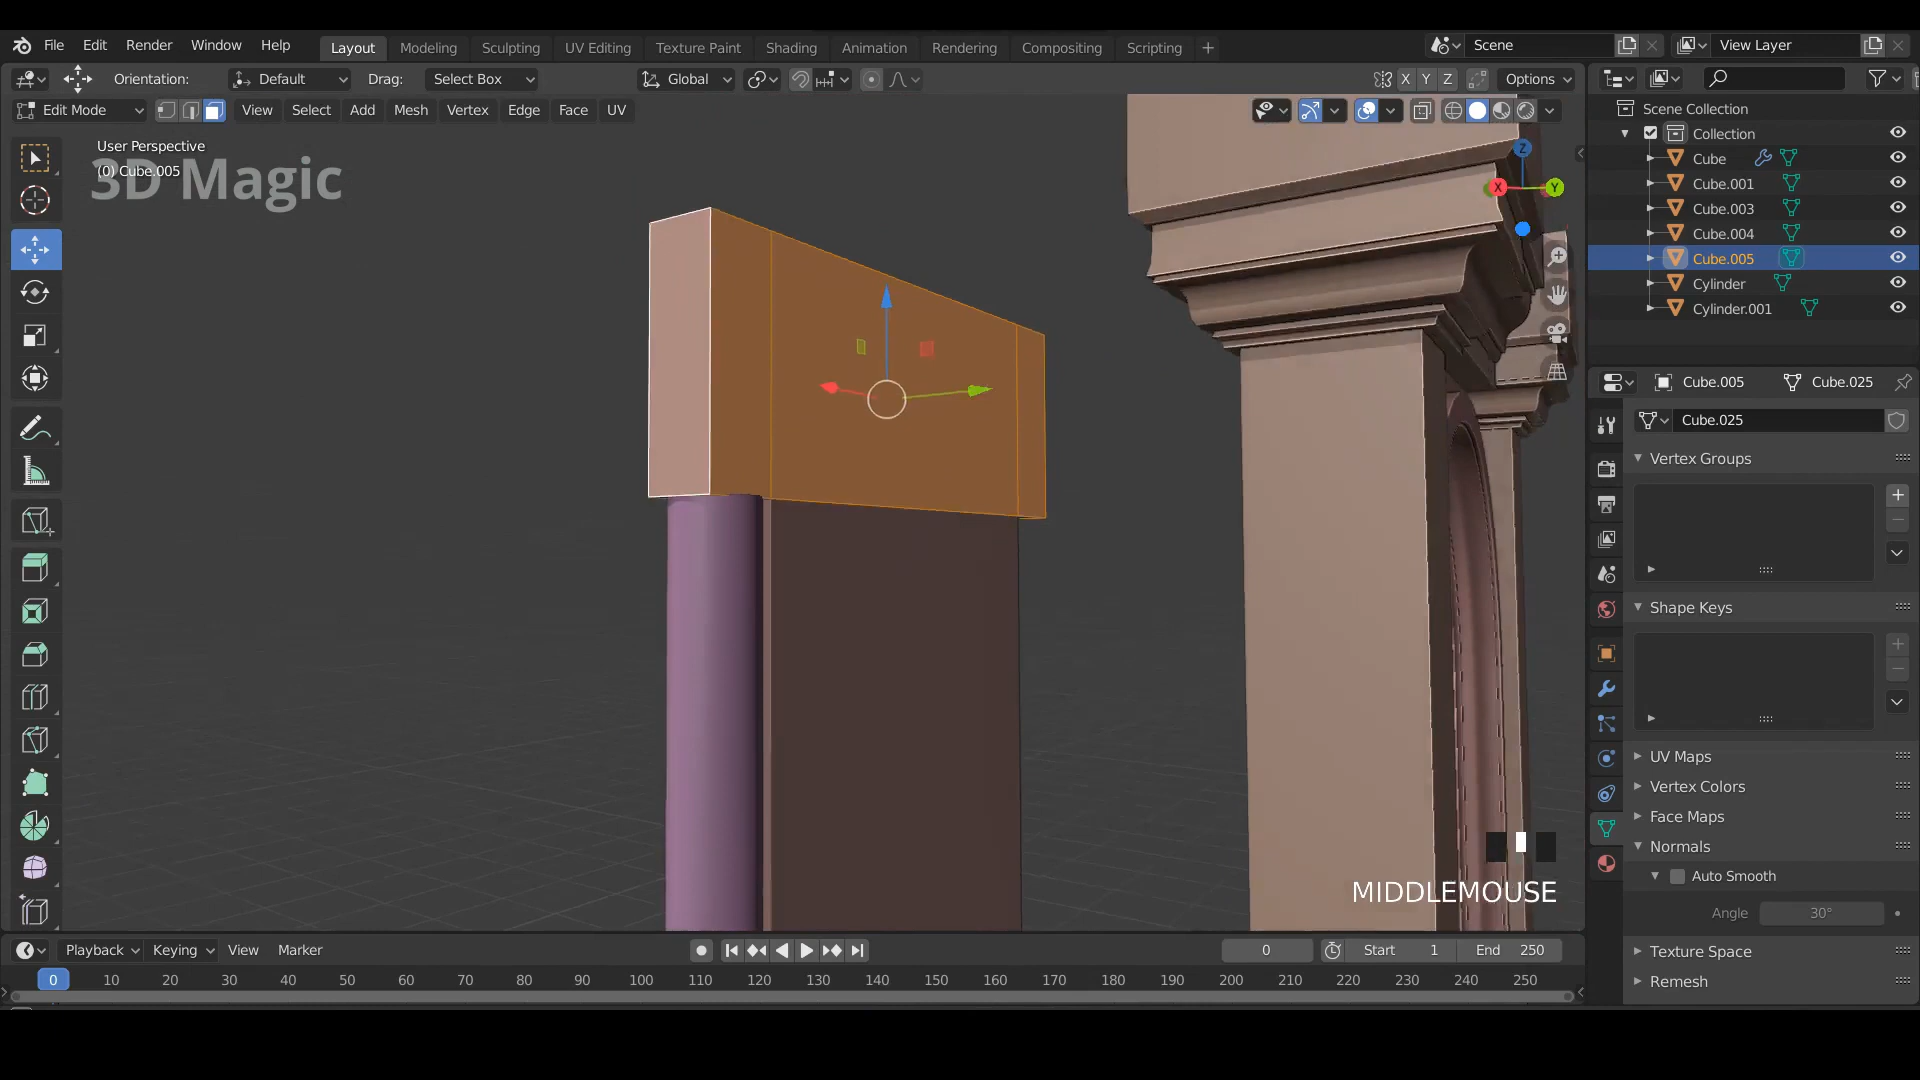 File Edit Render Window Help Layout Modeling Sculpting UV Editing Texture Paint Shading Animation Rendering Compositing Scripting + Scene View Layer
Orientation: Default Drag: Select Box Global X Y Z Options
Edit Mode View Select Add Mesh Vertex Edge Face UV
Scene Collection
Collection
Cube
Cube.001
Cube.003
Cube.004
Cube.005
Cylinder
Cylinder.001
User Perspective
(0) Cube.005
3D Magic
Z
X
Y
Cube.005 Cube.025
Cube.025
Vertex Groups
Shape Keys
UV Maps
Vertex Colors
Face Maps
Normals
Auto Smooth
Angle 30°
Texture Space
Remesh
MIDDLEMOUSE
Playback Keying View Marker 0 Start 1 End 250
0 10 20 30 40 50 60 70 80 90 100 110 120 130 140 150 160 170 180 190 200 210 220 230 240 250